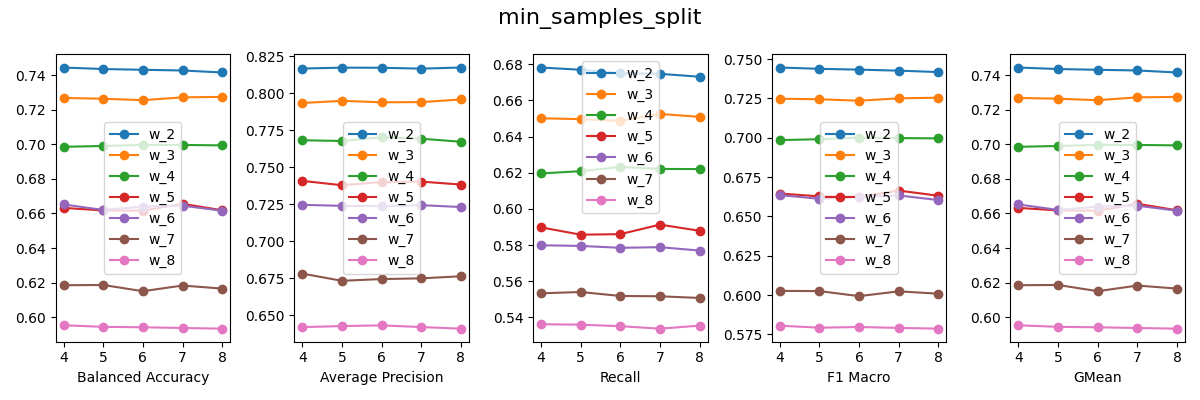 min_samples_split
0.74
0.72
0.70
0.68
0.66
0.64
0.62
0.60
w_2
w_3
w_4
w_5
w_6
w_7
w_8
4 5 6 7 8
Balanced Accuracy
0.825
0.800
0.775
0.750
0.725
0.700
0.675
0.650
w_2
w_3
w_4
w_5
w_6
w_7
w_8
4 5 6 7 8
Average Precision
0.68
0.66
0.64
0.62
0.60
0.58
0.56
0.54
w_2
w_3
w_4
w_5
w_6
w_7
w_8
4 5 6 7 8
Recall
0.750
0.725
0.700
0.675
0.650
0.625
0.600
0.575
w_2
w_3
w_4
w_5
w_6
w_7
w_8
4 5 6 7 8
F1 Macro
0.74
0.72
0.70
0.68
0.66
0.64
0.62
0.60
w_2
w_3
w_4
w_5
w_6
w_7
w_8
4 5 6 7 8
GMean